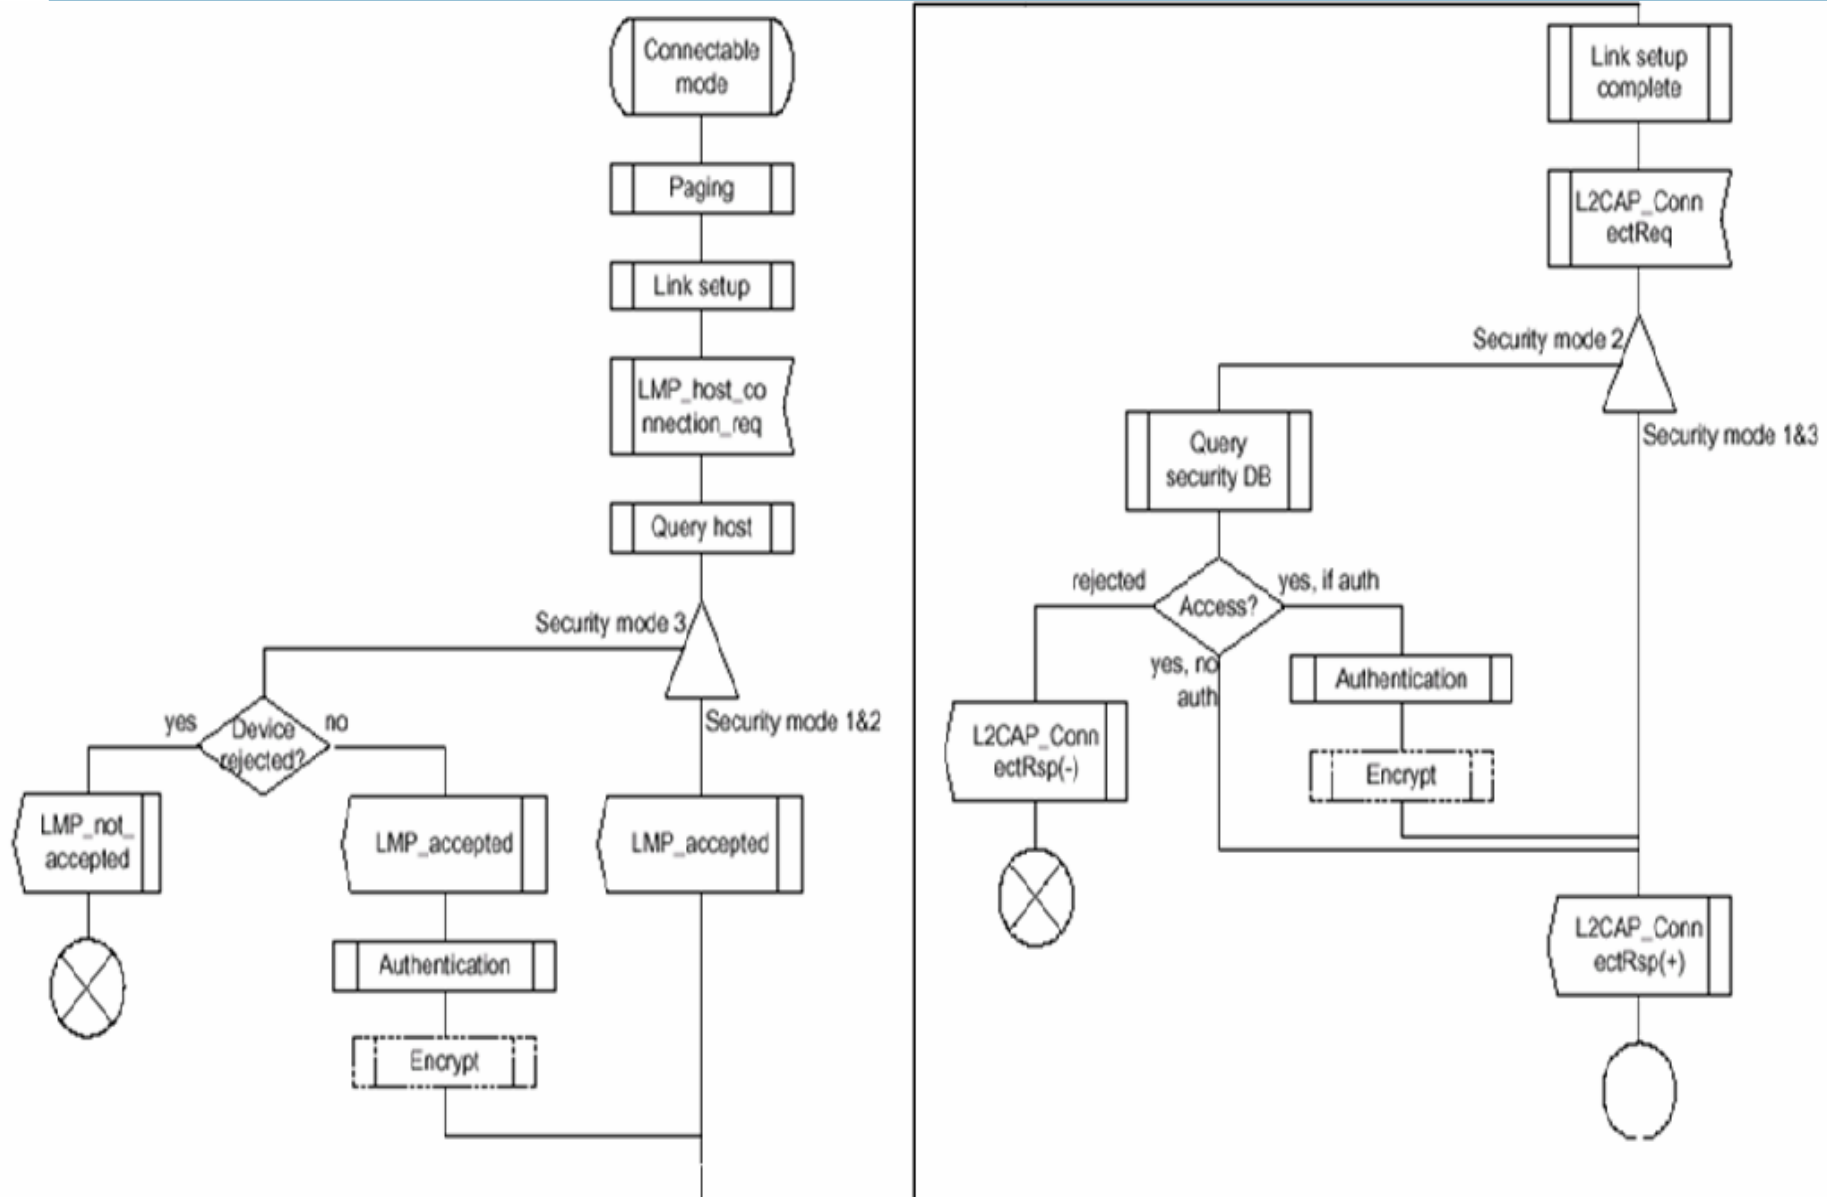 Connectable
mode
Paging
Link setup
LMP_host_co
nnection_req
Query host
Security mode 3
Security mode 1&2
yes
Device
rejected?
no
LMP_not_
accepted
LMP_accepted
LMP_accepted
Authentication
Encrypt
Link setup
complete
L2CAP_Conn
ectReq
Security mode 2
Security mode 1&3
Query
security DB
rejected
Access?
yes, if auth
yes, no
auth
Authentication
L2CAP_Conn
ectRsp(-)
Encrypt
L2CAP_Conn
ectRsp(+)